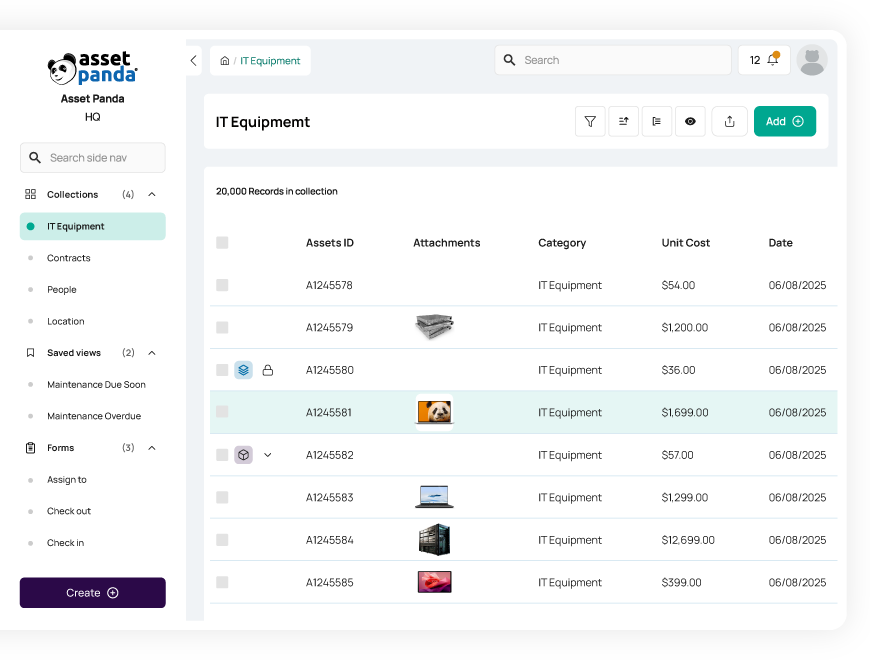 asset
panda
Asset Panda
HQ
Search side nav
Collections (4)
IT Equipment
Contracts
People
Location
Saved views (2)
Maintenance Due Soon
Maintenance Overdue
Forms (3)
Assign to
Check out
Check in
Create
/ IT Equipment
Search
12
IT Equipmemt
Add
20,000 Records in collection
Assets ID Attachments Category Unit Cost Date
A1245578 IT Equipment $54.00 06/08/2025
A1245579 IT Equipment $1,200.00 06/08/2025
A1245580 IT Equipment $36.00 06/08/2025
A1245581 IT Equipment $1,699.00 06/08/2025
A1245582 IT Equipment $57.00 06/08/2025
A1245583 IT Equipment $1,299.00 06/08/2025
A1245584 IT Equipment $12,699.00 06/08/2025
A1245585 IT Equipment $399.00 06/08/2025